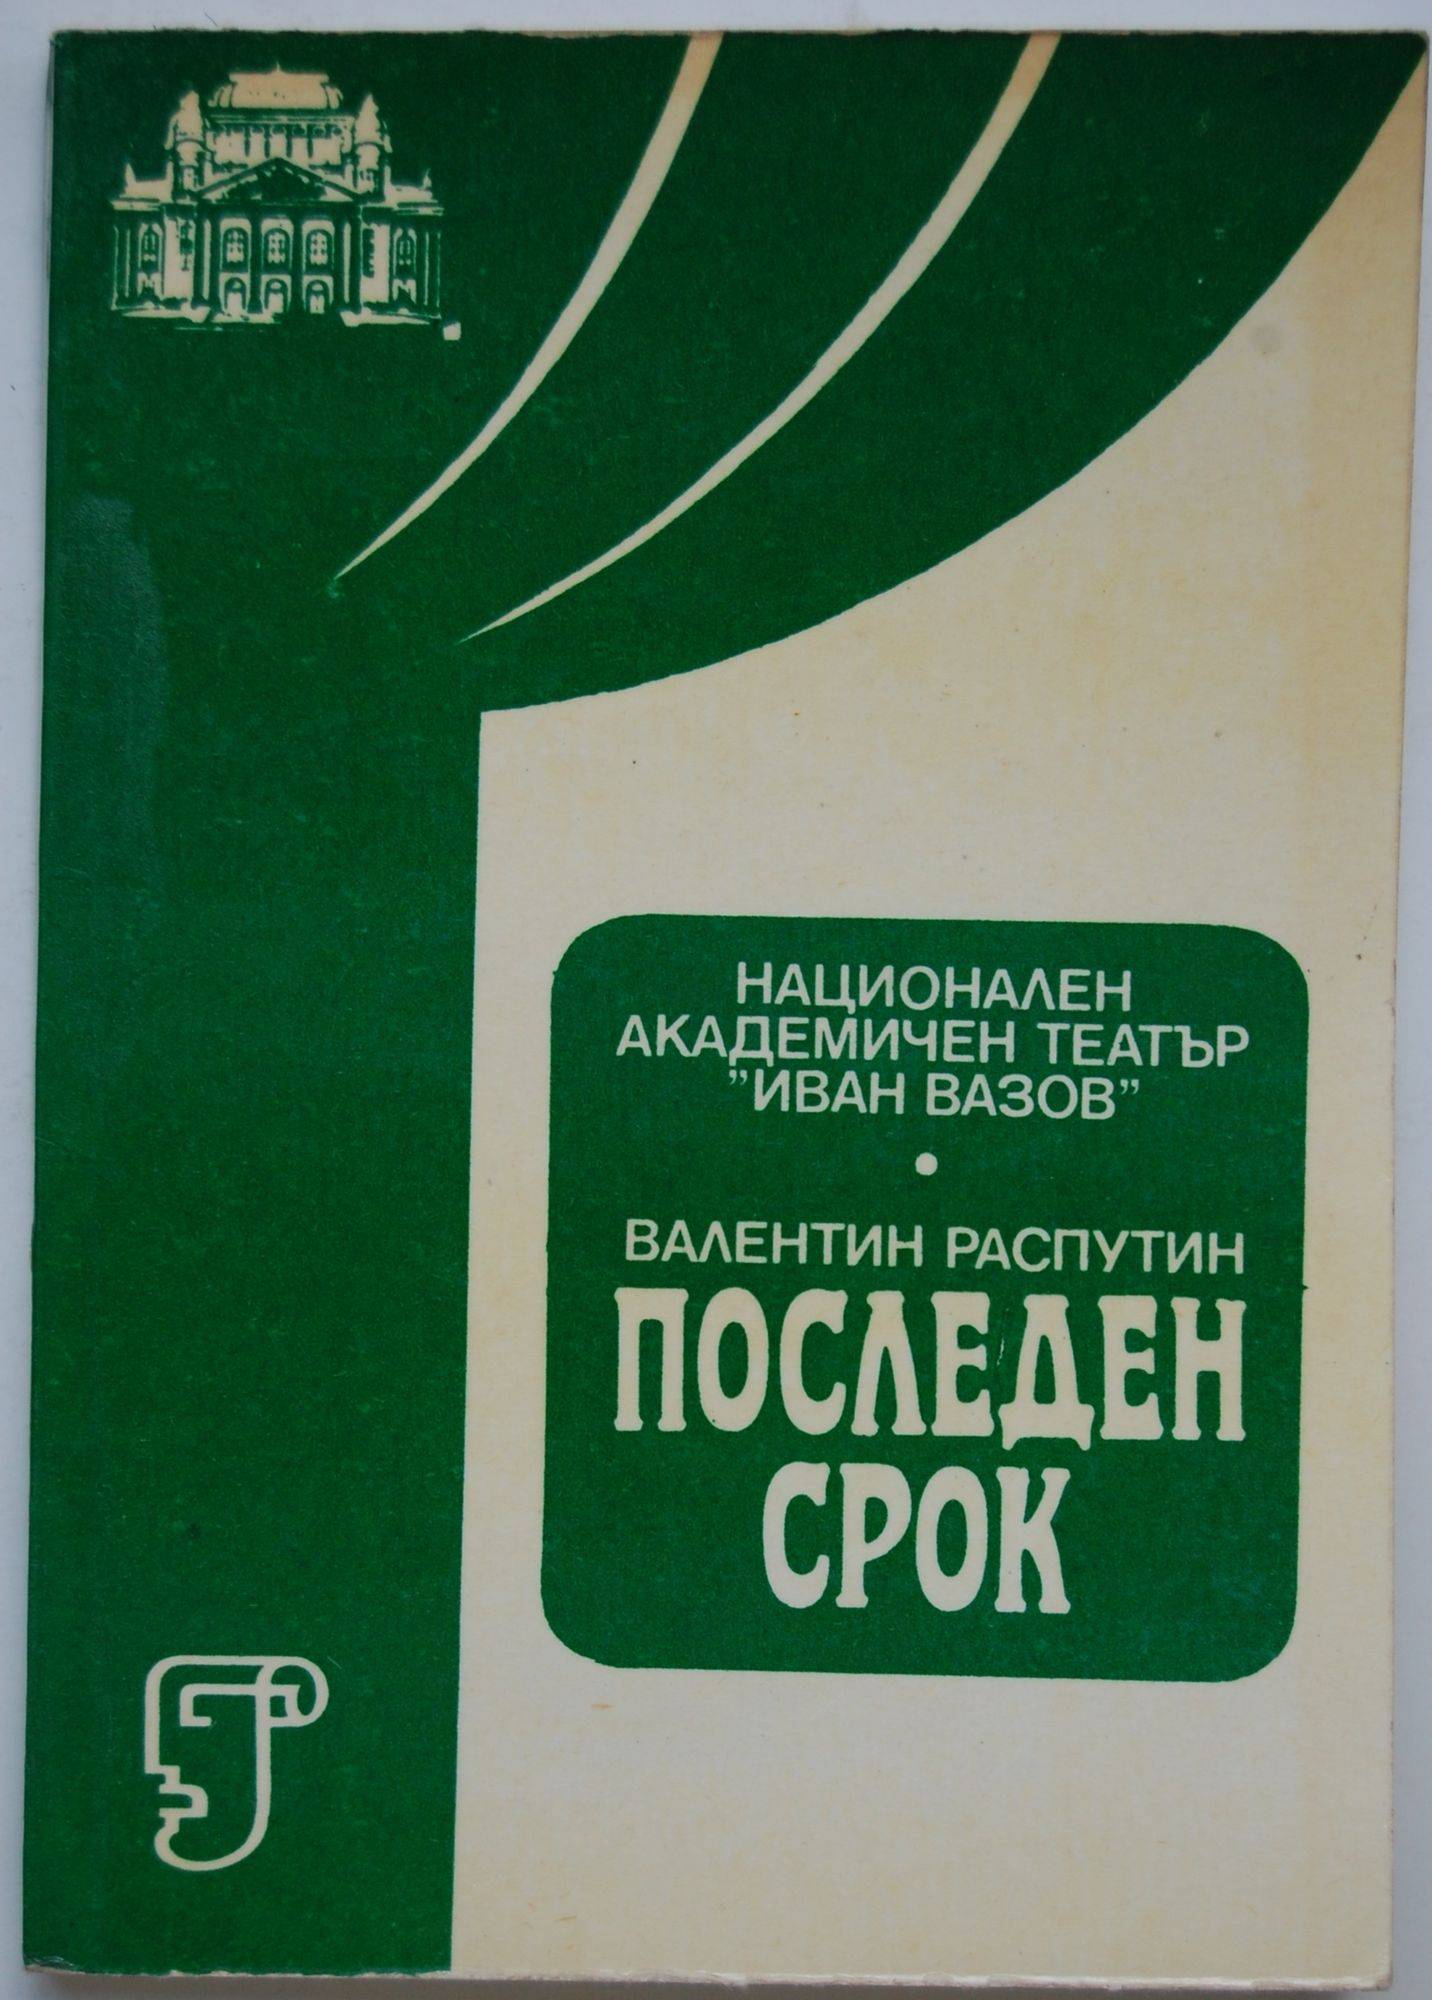 НАЦИОНАЛЕН
АКАДЕМИЧЕН ТЕАТЪР
”ИВАН ВАЗОВ”
•
ВАЛЕНТИН РАСПУТИН
ПОСЛЕДЕН
СРОК